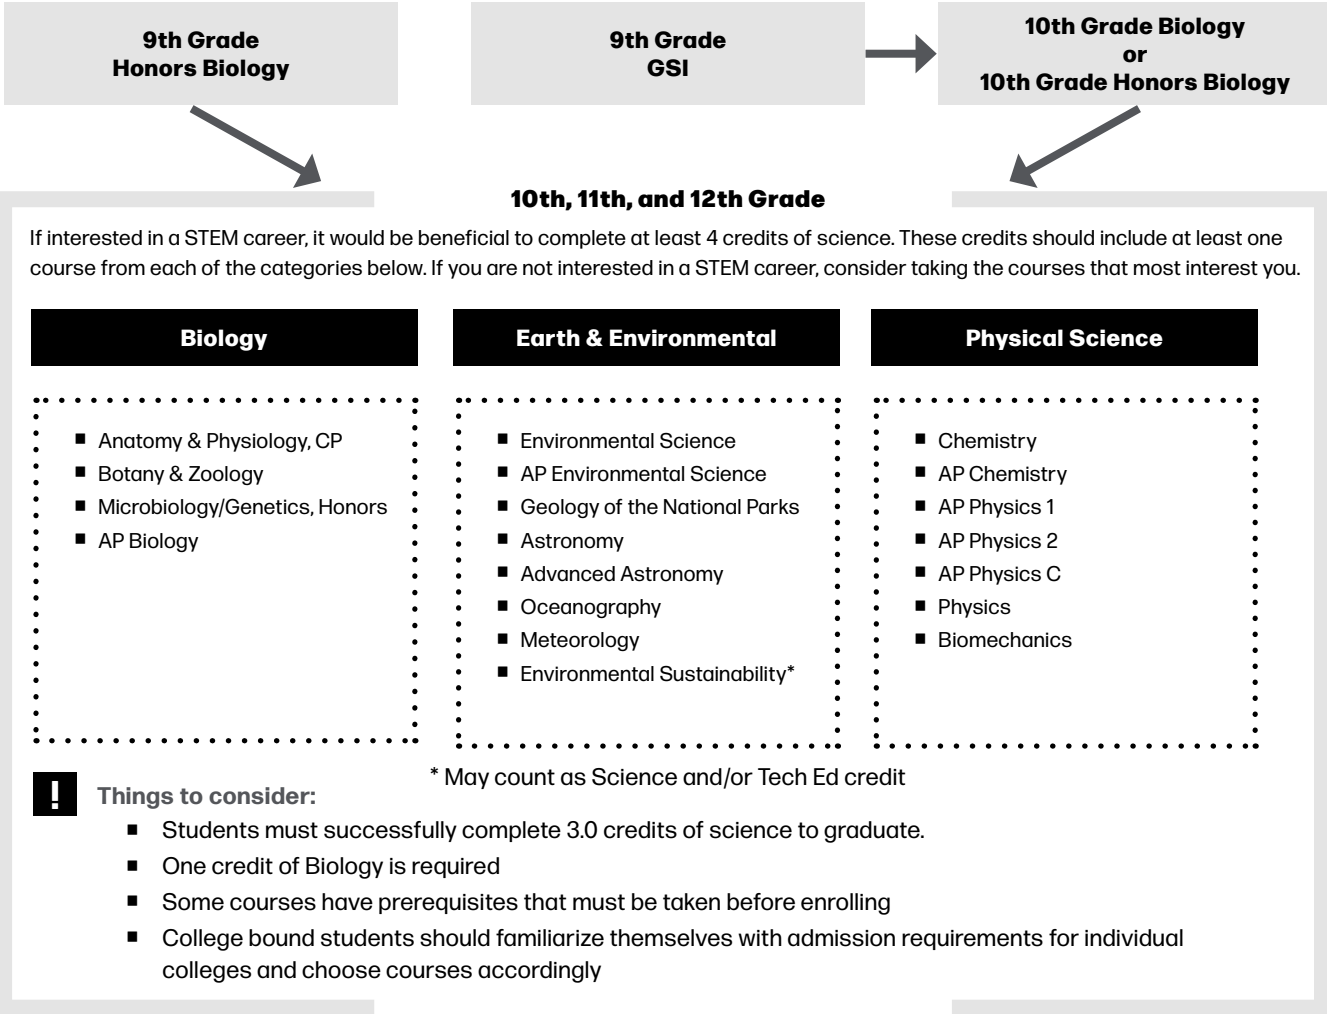 9th Grade
Honors Biology
9th Grade
GSI
10th Grade Biology
or
10th Grade Honors Biology
10th, 11th, and 12th Grade
If interested in a STEM career, it would be beneficial to complete at least 4 credits of science. These credits should include at least one
course from each of the categories below. If you are not interested in a STEM career, consider taking the courses that most interest you.
Biology
■ Anatomy & Physiology, CP
■ Botany & Zoology
■ Microbiology/Genetics, Honors
■ AP Biology
Earth & Environmental
■ Environmental Science
■ AP Environmental Science
■ Geology of the National Parks
■ Astronomy
■ Advanced Astronomy
■ Oceanography
■ Meteorology
■ Environmental Sustainability*
Physical Science
■ Chemistry
■ AP Chemistry
■ AP Physics 1
■ AP Physics 2
■ AP Physics C
■ Physics
■ Biomechanics
* May count as Science and/or Tech Ed credit
! Things to consider:
■ Students must successfully complete 3.0 credits of science to graduate.
■ One credit of Biology is required
■ Some courses have prerequisites that must be taken before enrolling
■ College bound students should familiarize themselves with admission requirements for individual
colleges and choose courses accordingly